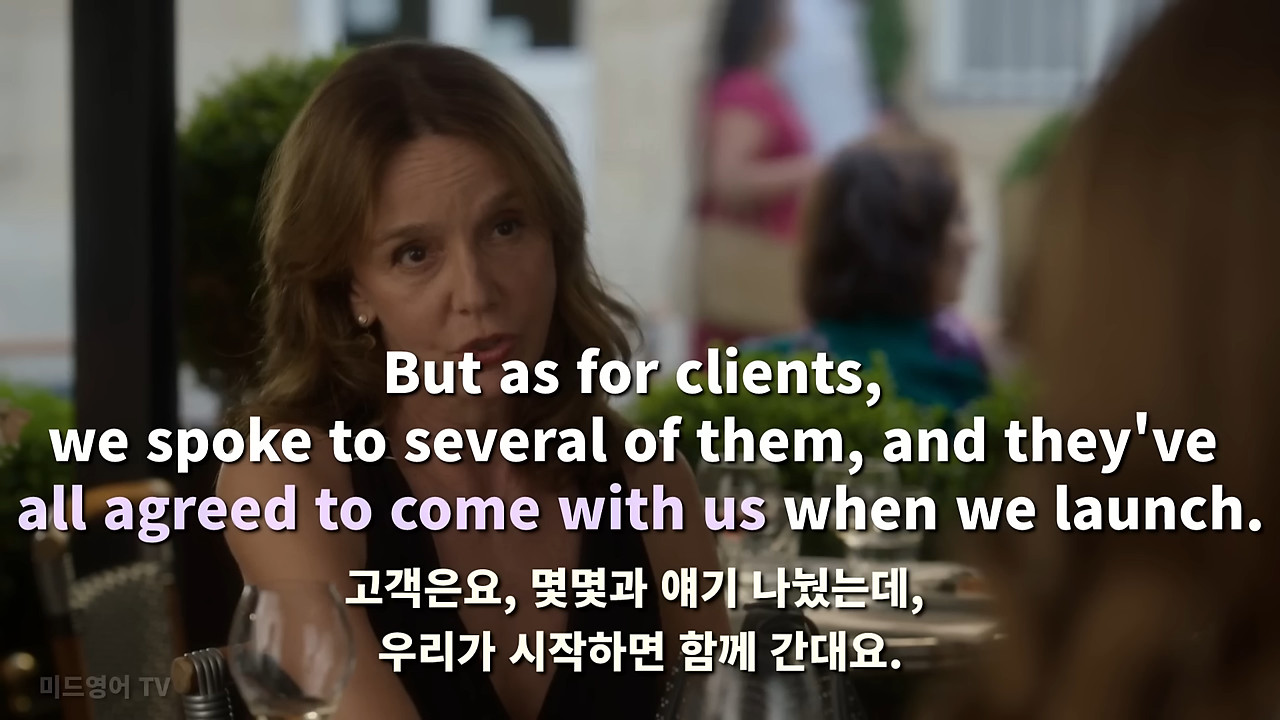 But as for clients,
we spoke to several of them, and they've
all agreed to come with us when we launch.
고객은요, 몇몇과 얘기 나눴는데,
우리가 시작하면 함께 간대요.
미드영어 TV